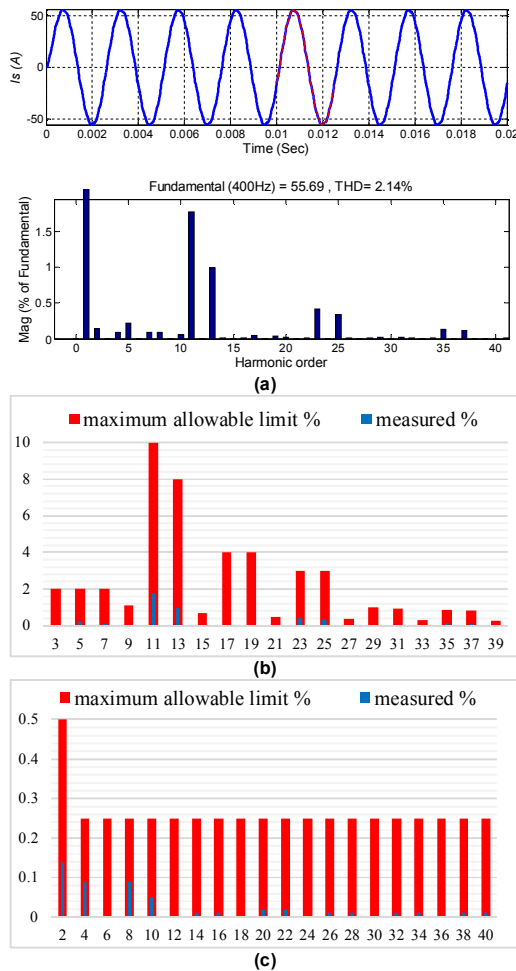 50
0
-50
Is (A)
0 0.002 0.004 0.006 0.008 0.01 0.012 0.014 0.016 0.018 0.02
Time (Sec)
Fundamental (400Hz) = 55.69 , THD= 2.14%
1.5
1
0.5
0
Mag (% of Fundamental)
0 5 10 15 20 25 30 35 40
Harmonic order
(a)
maximum allowable limit % measured %
10
8
6
4
2
0
3 5 7 9 11 13 15 17 19 21 23 25 27 29 31 33 35 37 39
(b)
maximum allowable limit % measured %
0.5
0.4
0.3
0.2
0.1
0
2 4 6 8 10 12 14 16 18 20 22 24 26 28 30 32 34 36 38 40
(c)